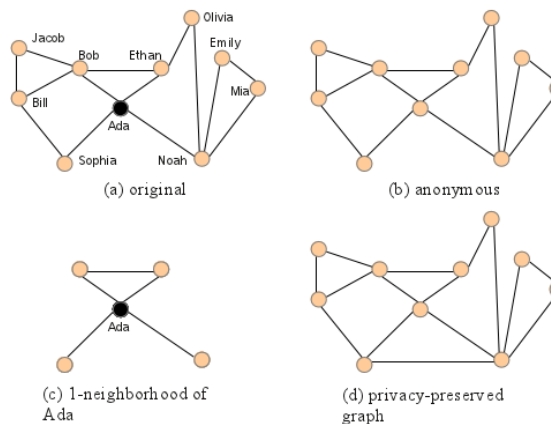 Olivia
Jacob
Bob
Ethan
Emily
Bill
Mia
Ada
Sophia
Noah
(a) original
(b) anonymous
Ada
(c) 1-neighborhood of
Ada
(d) privacy-preserved
graph